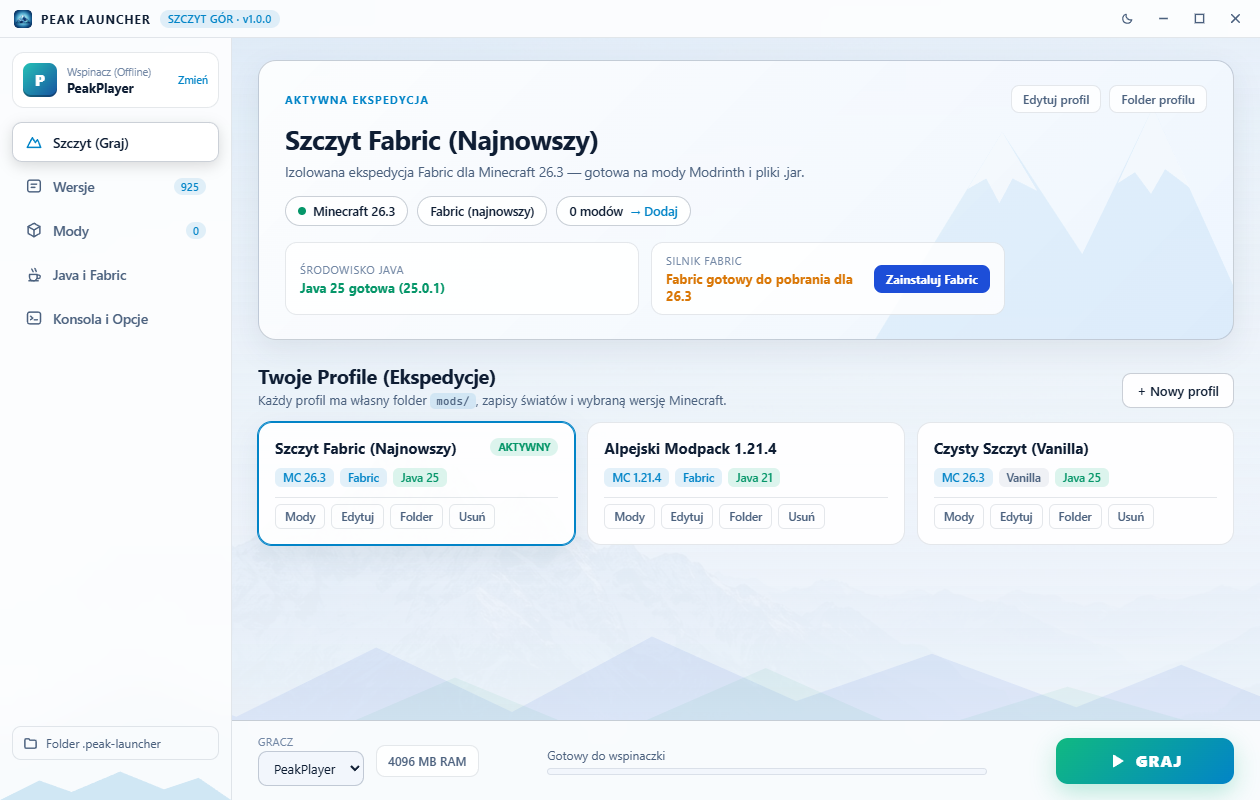 PEAK LAUNCHER SZCZYT GÓR · v1.0.0
Wspinacz (Offline)
PeakPlayer
Zmień
Szczyt (Graj)
Wersje 925
Mody 0
Java i Fabric
Konsola i Opcje
Folder .peak-launcher
AKTYWNA EKSPEDYCJA
Edytuj profil Folder profilu
Szczyt Fabric (Najnowszy)
Izolowana ekspedycja Fabric dla Minecraft 26.3 — gotowa na mody Modrinth i pliki .jar.
Minecraft 26.3 Fabric (najnowszy) 0 modów → Dodaj
ŚRODOWISKO JAVA
Java 25 gotowa (25.0.1)
SILNIK FABRIC
Fabric gotowy do pobrania dla
26.3
Zainstaluj Fabric
Twoje Profile (Ekspedycje)
Każdy profil ma własny folder mods/, zapisy światów i wybraną wersję Minecraft.
+ Nowy profil
Szczyt Fabric (Najnowszy) AKTYWNY
MC 26.3 Fabric Java 25
Mody Edytuj Folder Usuń
Alpejski Modpack 1.21.4
MC 1.21.4 Fabric Java 21
Mody Edytuj Folder Usuń
Czysty Szczyt (Vanilla)
MC 26.3 Vanilla Java 25
Mody Edytuj Folder Usuń
GRACZ
PeakPlayer
4096 MB RAM
Gotowy do wspinaczki
GRAJ